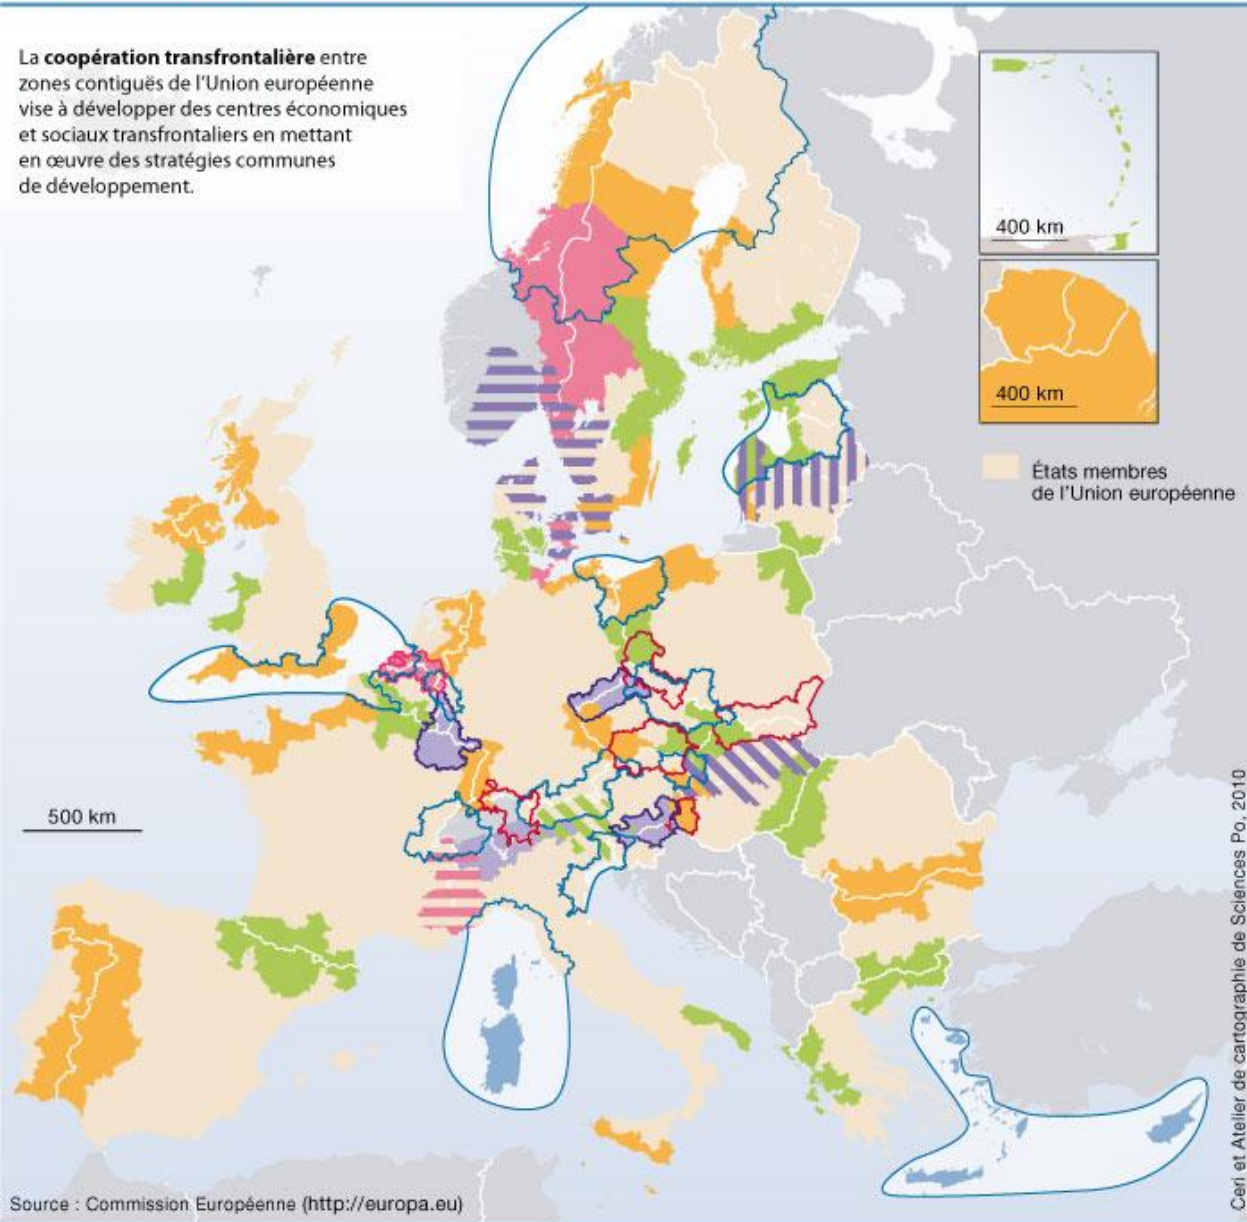 La coopération transfrontalière entre
zones contiguës de l'Union européenne
vise à développer des centres économiques
et sociaux transfrontaliers en mettant
en œuvre des stratégies communes
de développement.
400 km
400 km
États membres
de l'Union européenne
500 km
Source : Commission Européenne (http://europa.eu)
Ceri et Atelier de cartographie de Sciences Po, 2010